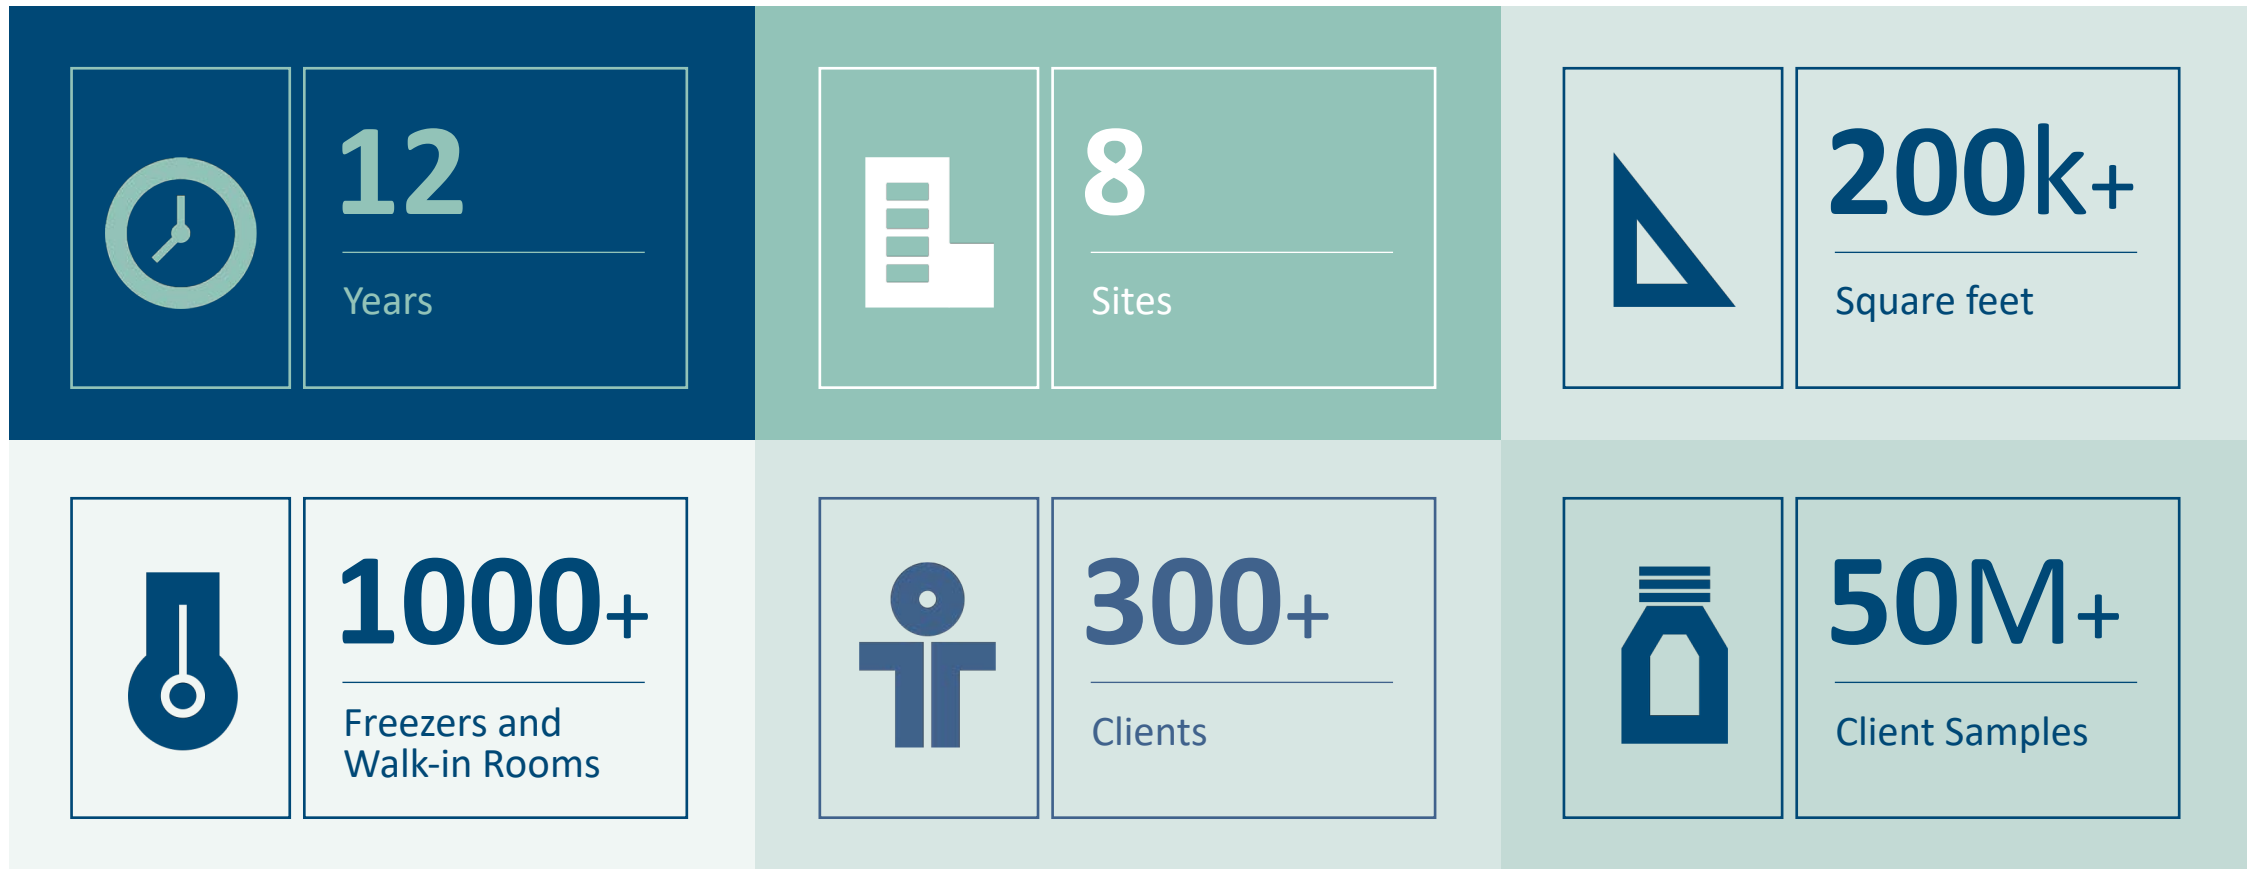 12
Years
8
Sites
200k+
Square feet
1000+
Freezers and
Walk-in Rooms
300+
Clients
50M+
Client Samples